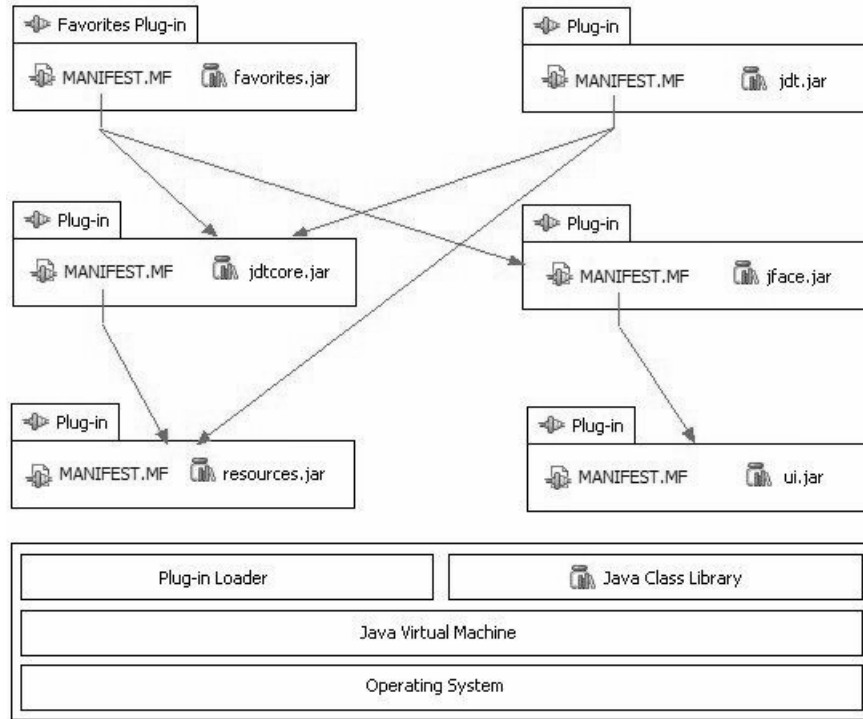 Favorites Plug-in
MANIFEST.MF favorites.jar
Plug-in
MANIFEST.MF jdt.jar
Plug-in
MANIFEST.MF jdtcore.jar
Plug-in
MANIFEST.MF jface.jar
Plug-in
MANIFEST.MF resources.jar
Plug-in
MANIFEST.MF ui.jar
Plug-in Loader
Java Class Library
Java Virtual Machine
Operating System